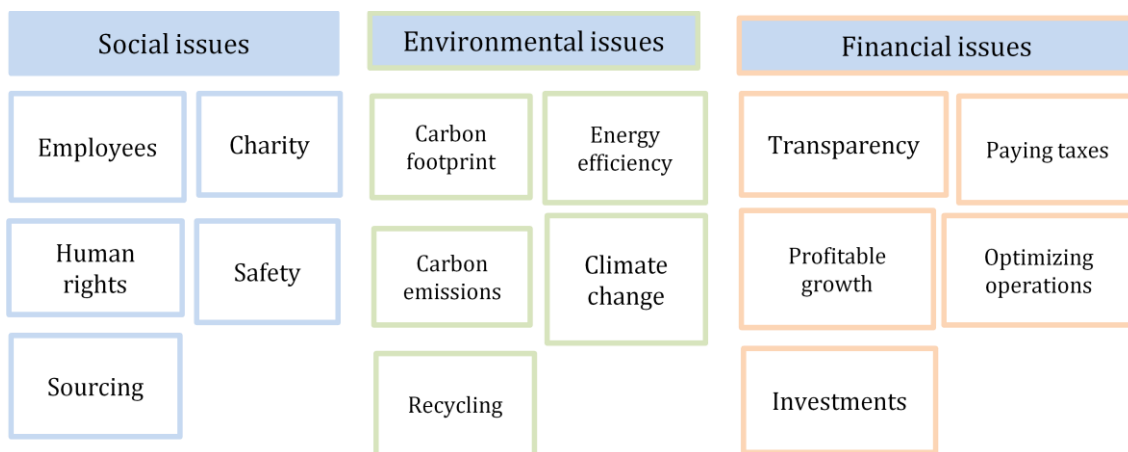 Social issues
Employees
Charity
Human
rights
Safety
Sourcing
Environmental issues
Carbon
footprint
Energy
efficiency
Carbon
emissions
Climate
change
Recycling
Financial issues
Transparency
Paying taxes
Profitable
growth
Optimizing
operations
Investments